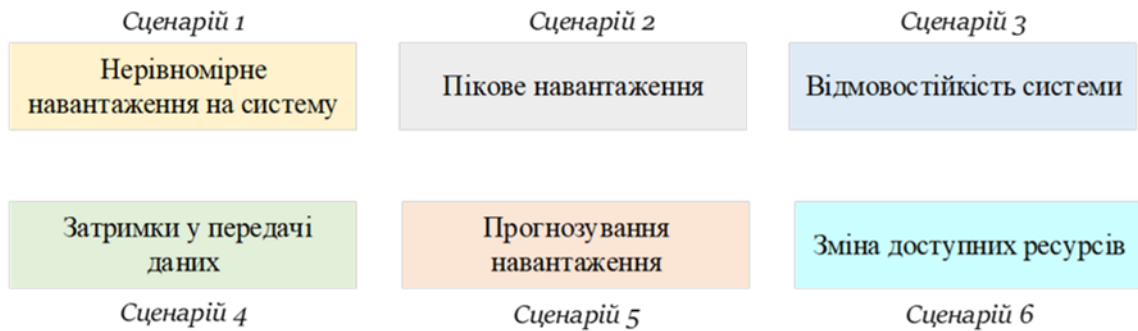 Сценарій 1
Сценарій 2
Сценарій 3
Нерівномірне
навантаження на систему
Пікове навантаження
Відмовостійкість системи
Затримки у передачі
даних
Прогнозування
навантаження
Зміна доступних ресурсів
Сценарій 4
Сценарій 5
Сценарій 6